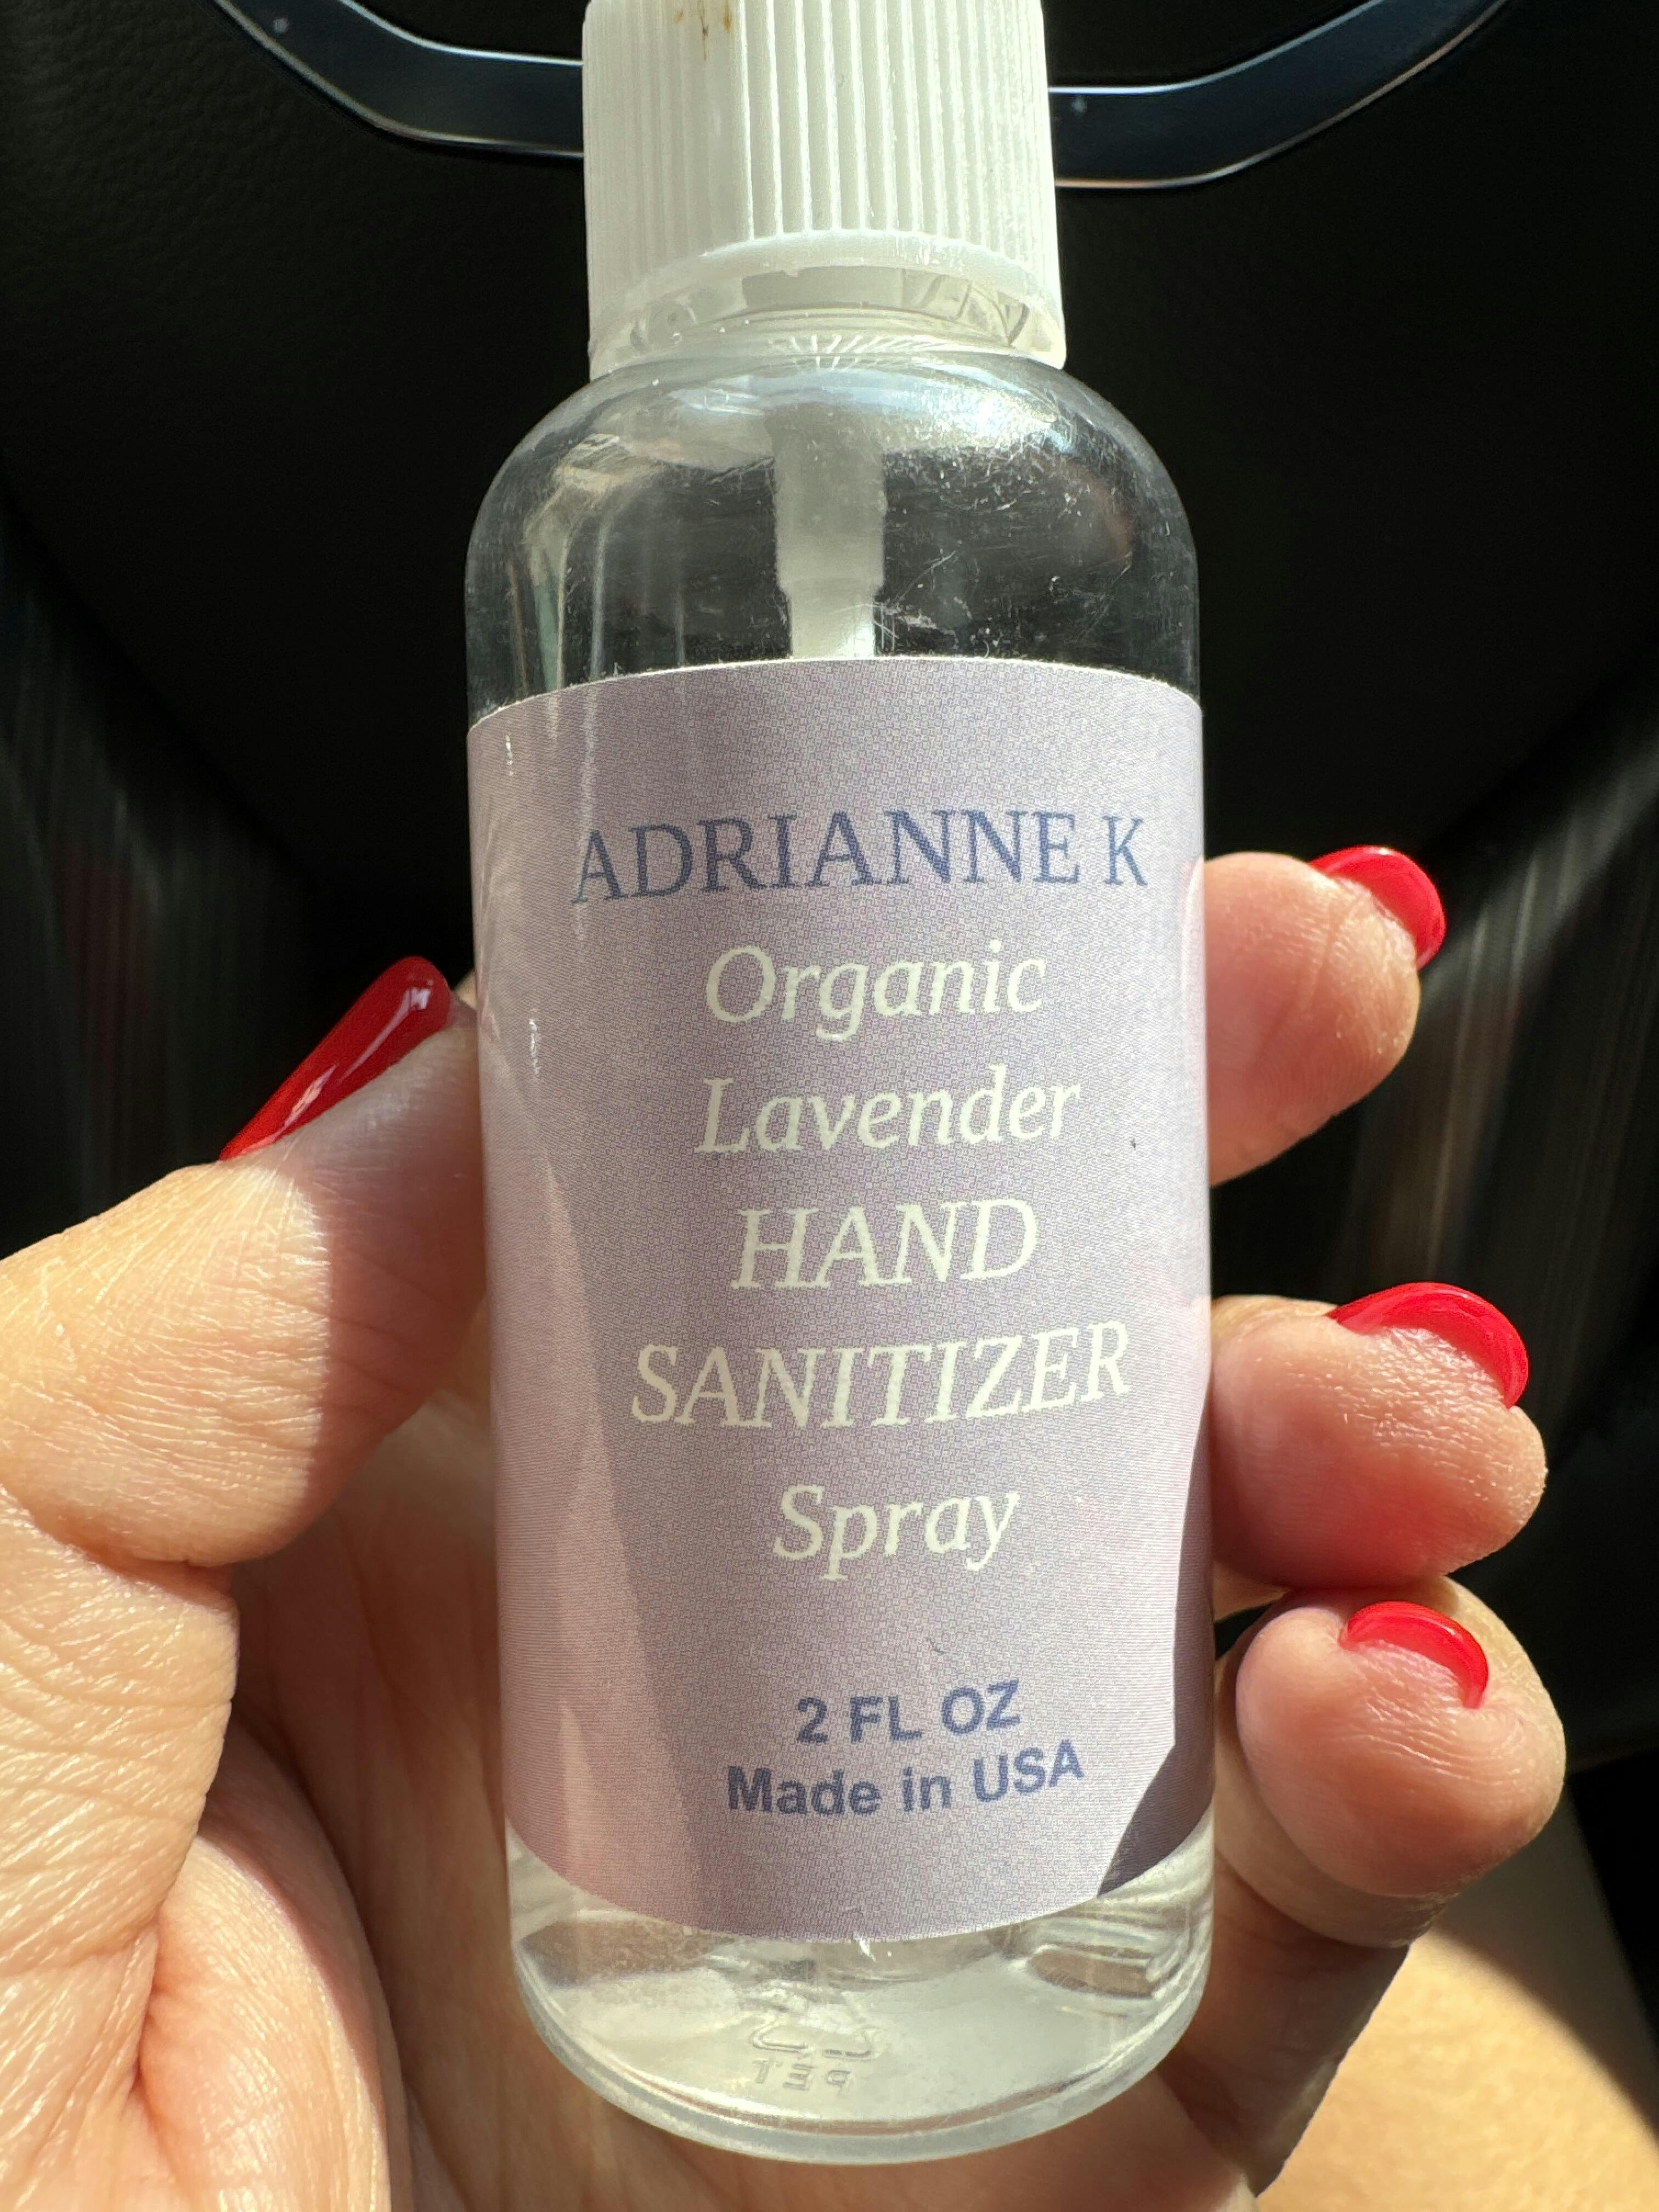 ADRIANNE K
Organic
Lavender
HAND
SANITIZER
Spray
2 FL OZ
Made in USA